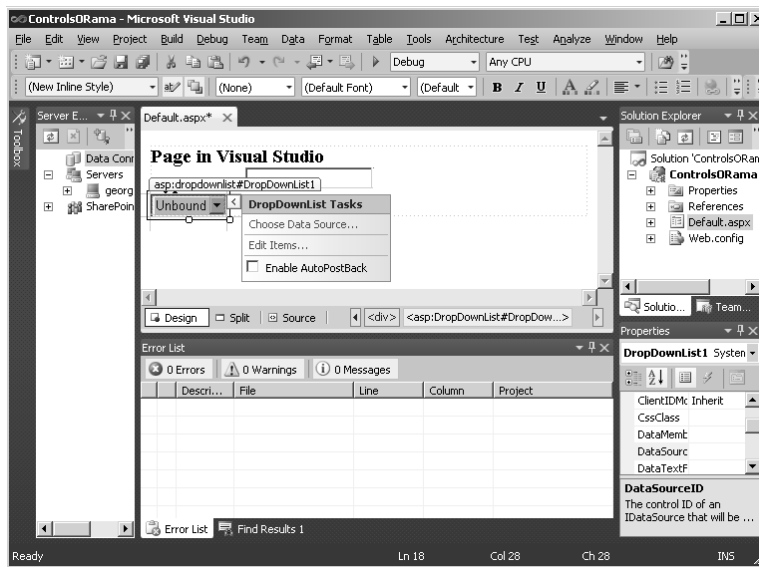 ControlsORama - Microsoft Visual Studio
File Edit View Project Build Debug Team Data Format Table Tools Architecture Test Analyze Window Help
Debug Any CPU
(New Inline Style) (None) (Default Font) (Default B I U A
Server E... Default.aspx* Solution Explorer
Toolbox
Data Conr
Servers
georg
SharePoin
Page in Visual Studio
asp:dropdownlist#DropDownList1
Unbound
DropDownList Tasks
Choose Data Source...
Edit Items...
Enable AutoPostBack
Solution 'ControlsORan
ControlsORama
Properties
References
Default.aspx
Web.config
Solutio... Team...
Design Split Source <div> <asp:DropDownList#DropDow...>
Error List
0 Errors 0 Warnings 0 Messages
Descri... File Line Column Project
Properties
DropDownList1 System
ClientIDMc Inherit
CssClass
DataMemb
DataSourc
DataTextF
DataSourceID
The control ID of an
IDataSource that will be ...
Error List Find Results 1
Ready Ln 18 Col 28 Ch 28 INS